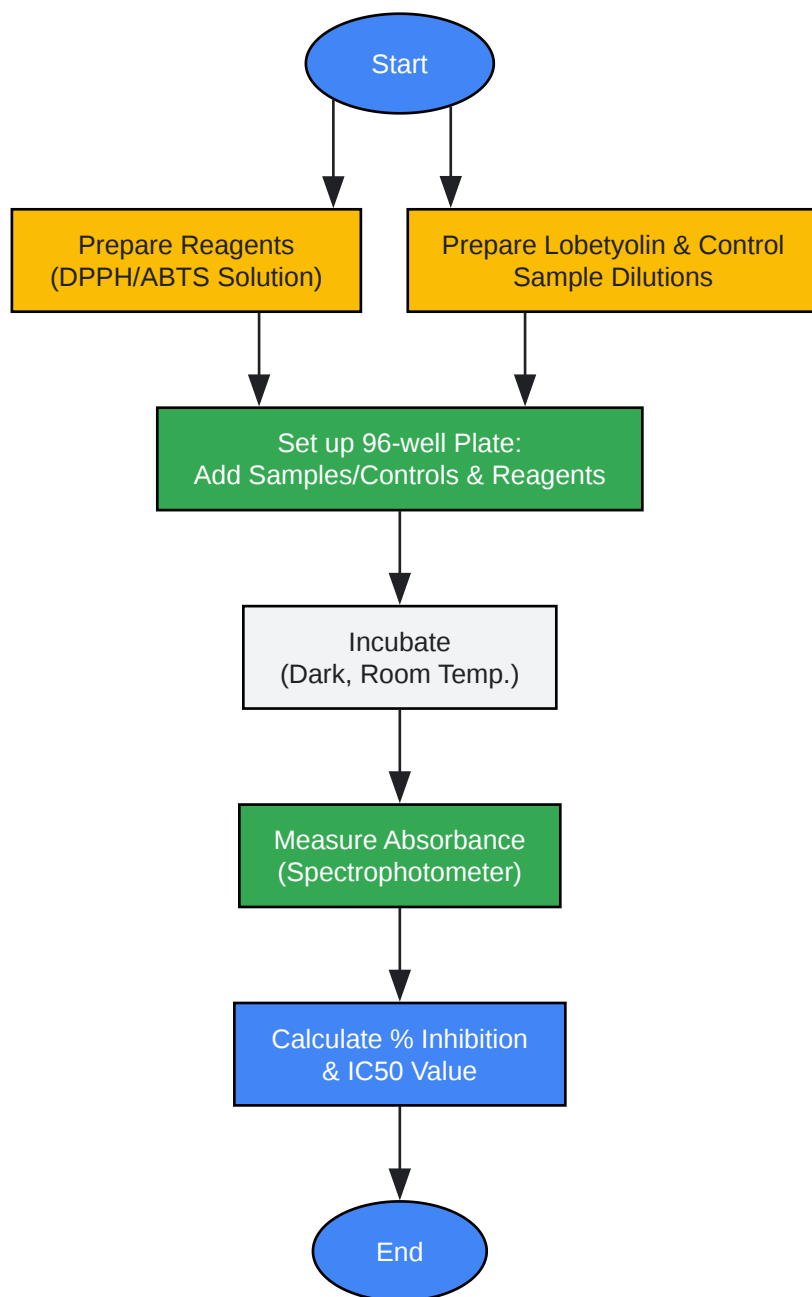 Start
Prepare Reagents
(DPPH/ABTS Solution)
Prepare Lobetyolin & Control
Sample Dilutions
Set up 96-well Plate:
Add Samples/Controls & Reagents
Incubate
(Dark, Room Temp.)
Measure Absorbance
(Spectrophotometer)
Calculate % Inhibition
& IC50 Value
End